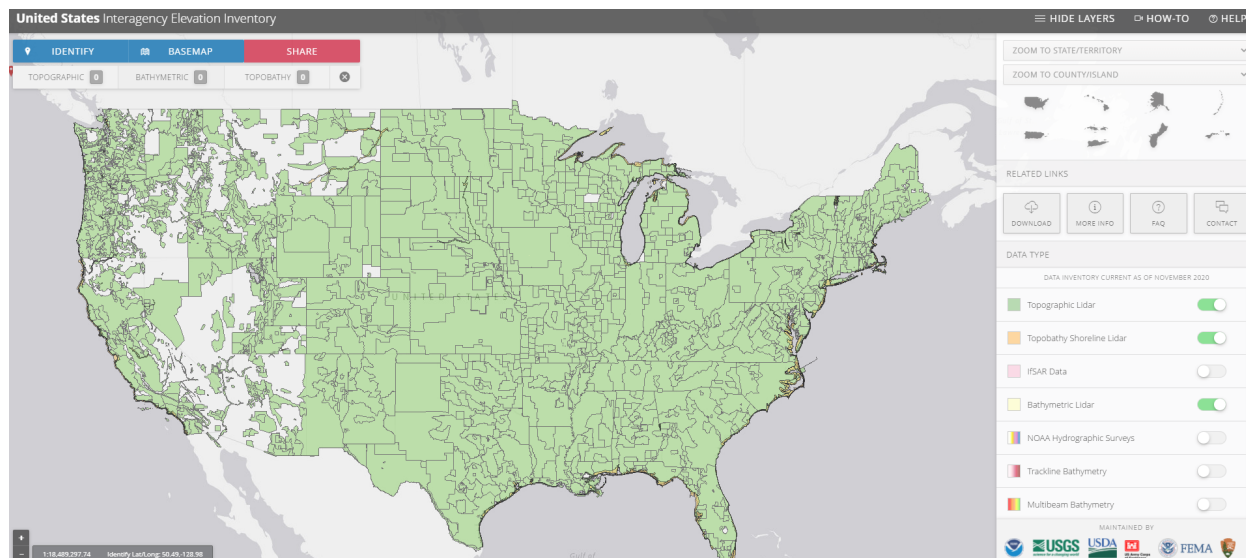 United States Interagency Elevation Inventory
HIDE LAYERS HOW-TO HELP
IDENTIFY BASEMAP SHARE
TOPOGRAPHIC 0 BATHYMETRIC 0 TOPOBATHY 0
ZOOM TO STATE/TERRITORY
ZOOM TO COUNTY/ISLAND
RELATED LINKS
DOWNLOAD MORE INFO FAQ CONTACT
DATA TYPE
DATA INVENTORY CURRENT AS OF NOVEMBER 2020
Topographic Lidar
Topobathy Shoreline Lidar
ifSAR Data
Bathymetric Lidar
NOAA Hydrographic Surveys
Trackline Bathymetry
Multibeam Bathymetry
MAINTAINED BY
USGS USDA FEMA
UNITED STATES
Gulf of
+
−
1:18,489,297.74 Identify Lat/Long: 50.49,-128.98